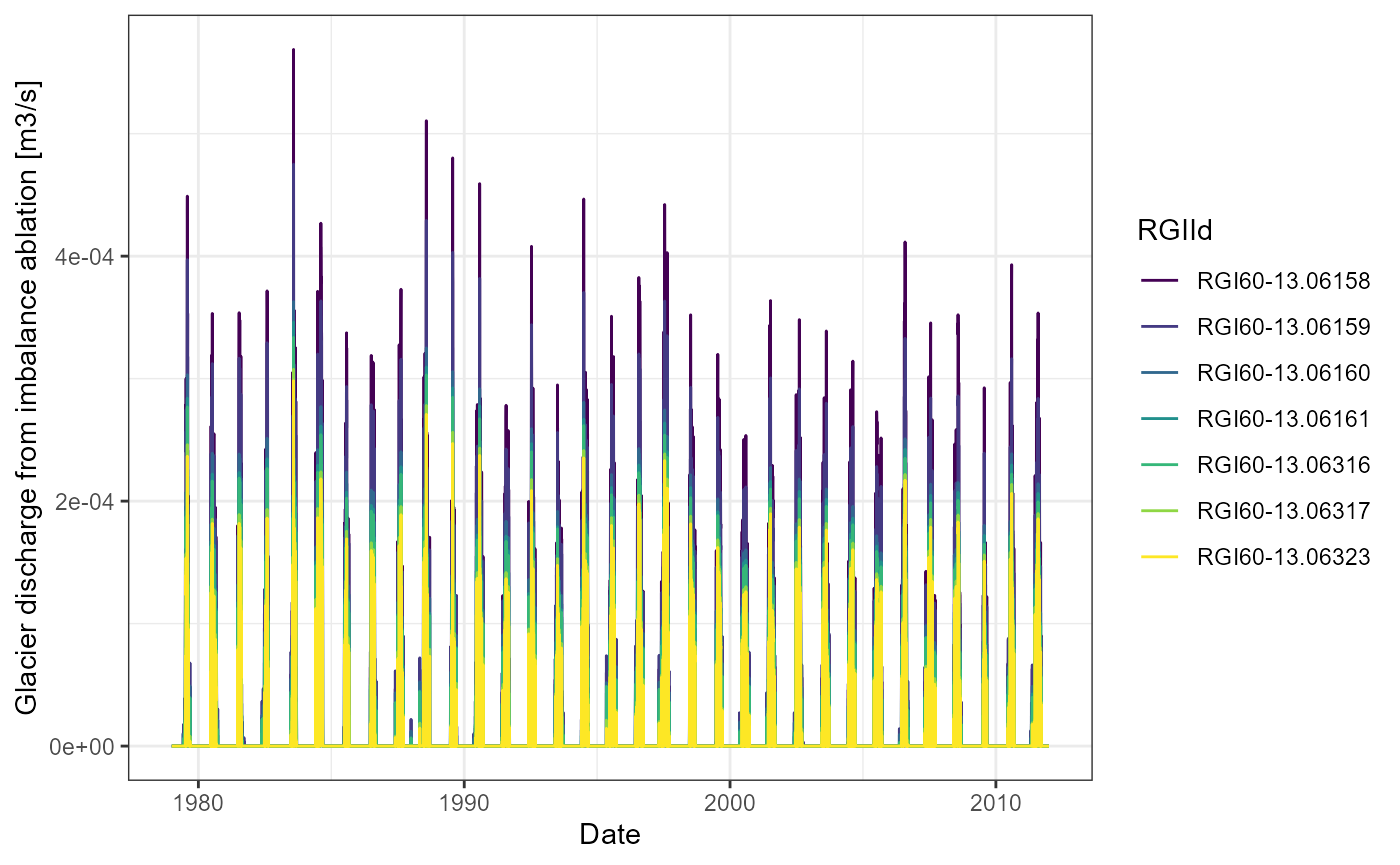 Glacier discharge from imbalance ablation [m3/s]
4e-04
2e-04
0e+00
1980
1990
2000
2010
Date
RGIId
RGI60-13.06158
RGI60-13.06159
RGI60-13.06160
RGI60-13.06161
RGI60-13.06316
RGI60-13.06317
RGI60-13.06323